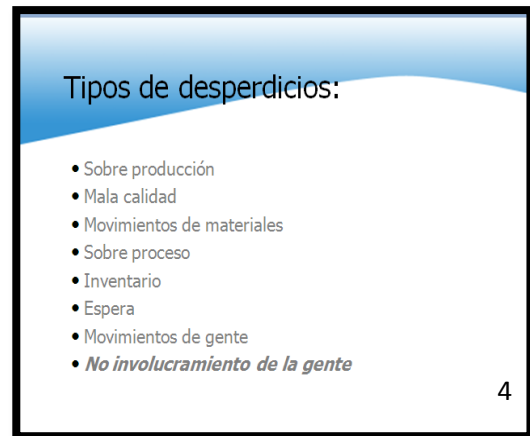 Tipos de desperdicios:
• Sobre producción
• Mala calidad
• Movimientos de materiales
• Sobre proceso
• Inventario
• Espera
• Movimientos de gente
• No involucramiento de la gente
4